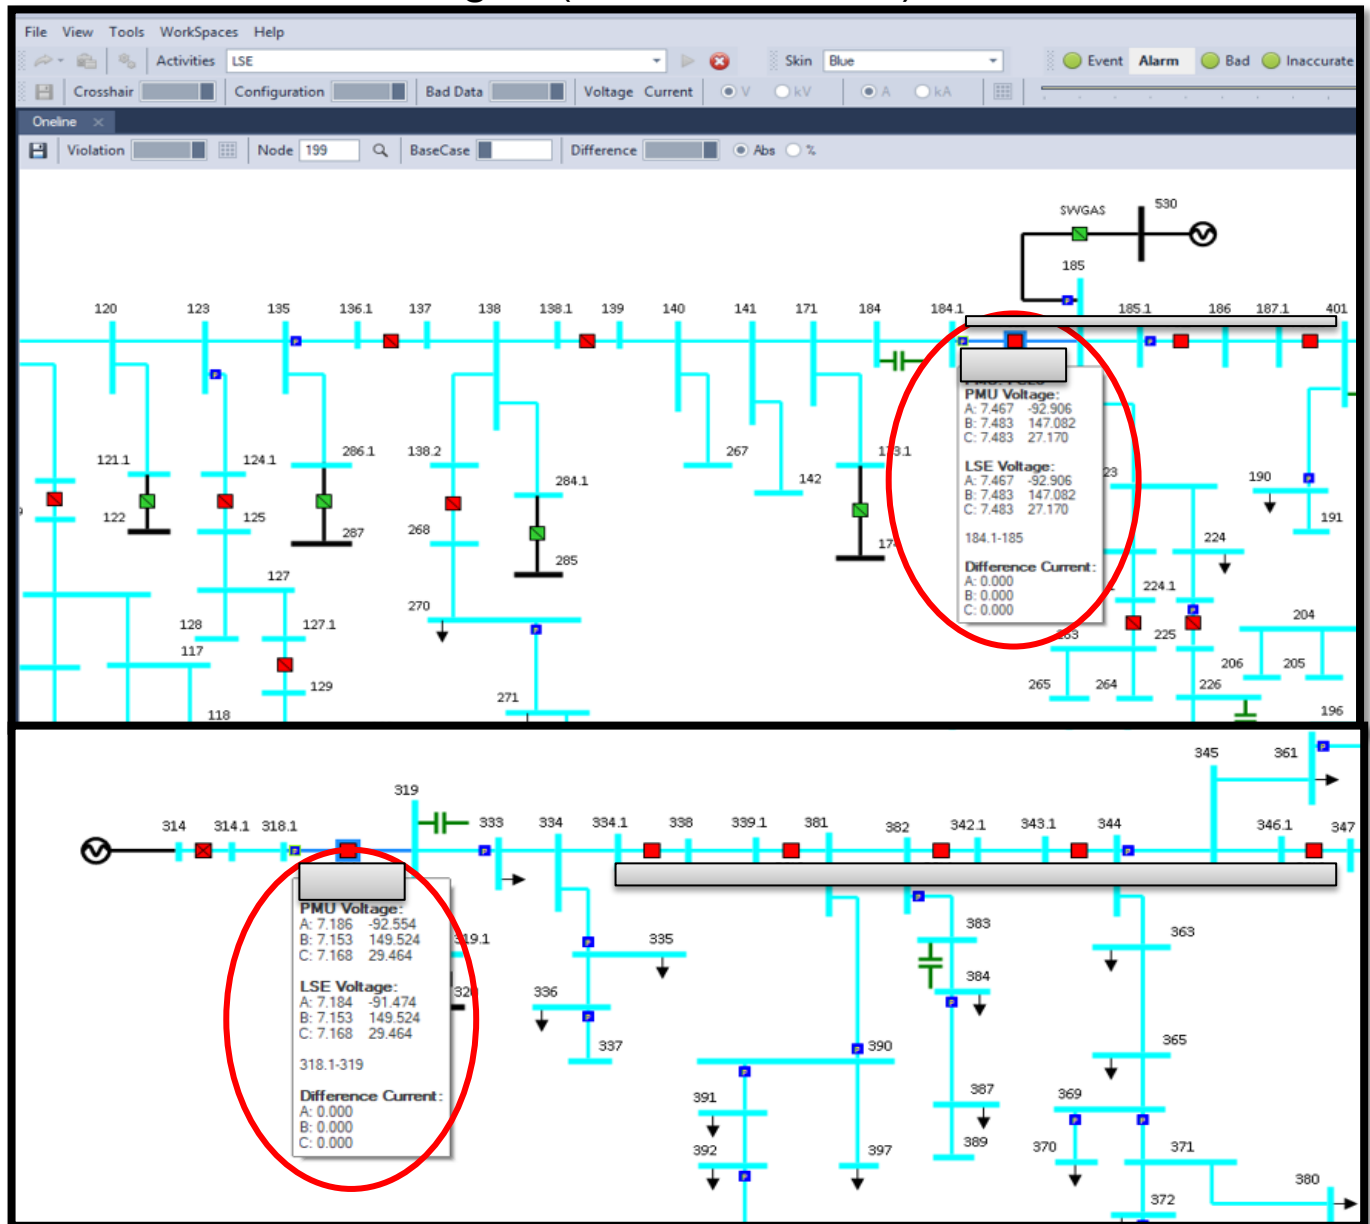 File View Tools WorkSpaces Help
Activities LSE Skin Blue Event Alarm Bad Inaccurate
Crosshair Configuration Bad Data Voltage Current V kV A kA
Oneline
Violation Node 199 BaseCase Difference Abs %
SWGAS 530
185
120 123 135 136.1 137 138 138.1 139 140 141 171 184 184.1 185.1 186 187.1 401
PMU Voltage:
A: 7.467 -92.906
B: 7.483 147.082
C: 7.483 27.170
LSE Voltage:
A: 7.467 -92.906
B: 7.483 147.082
C: 7.483 27.170
184.1-185
Difference Current:
A: 0.000
B: 0.000
C: 0.000
121.1 124.1 286.1 138.2 284.1 267 142 173.1 190
122 125 287 268 285 224 191
127 270 224.1 204
128 127.1 225
117 129 265 264 206 205
118 271 226 196
345 361
319
314 314.1 318.1 333 334 334.1 338 339.1 381 382 342.1 343.1 344 346.1 347
PMU Voltage:
A: 7.186 -92.554
B: 7.153 149.524
C: 7.168 29.464
LSE Voltage:
A: 7.184 -91.474
B: 7.153 149.524
C: 7.168 29.464
318.1-319
Difference Current:
A: 0.000
B: 0.000
C: 0.000
319.1 335 383 363
336 384
337 390 365
391 387 369
392 397 389 370 371
380
372